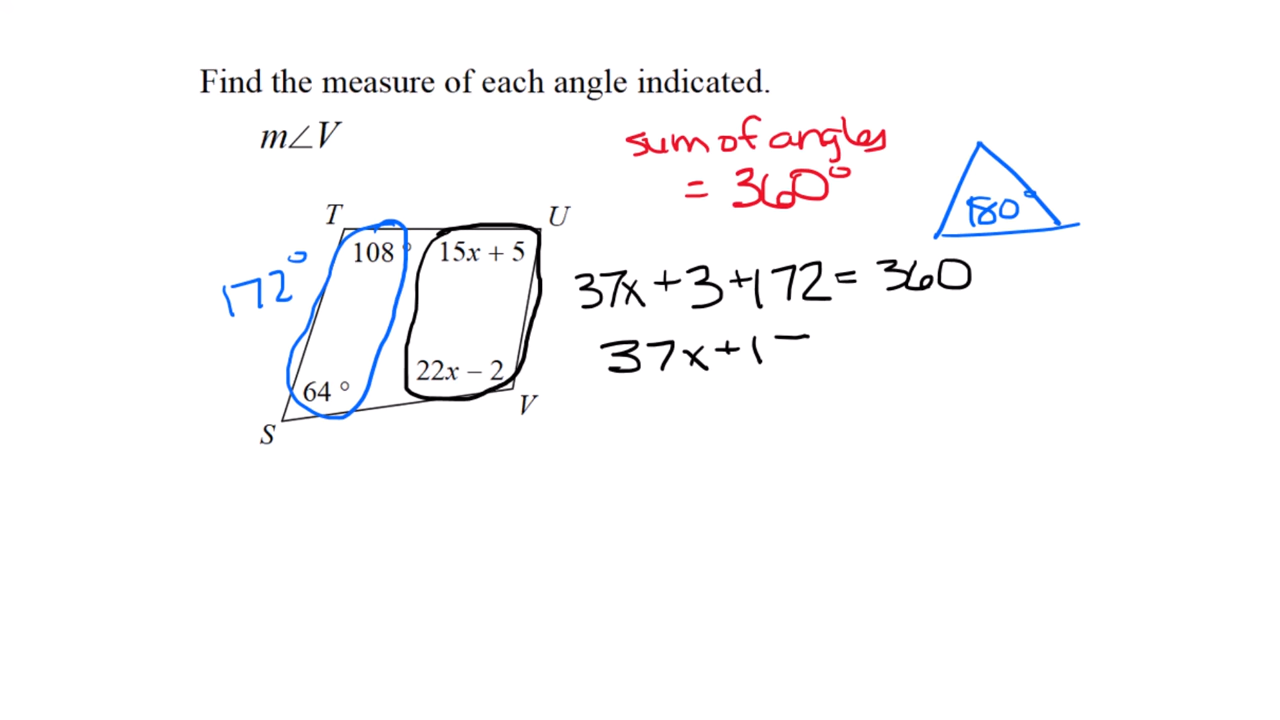 Find the measure of each angle indicated.
m∠V
sum of angles
= 360°
180°
T
U
108°
15x + 5
172°
37x + 3 + 172 = 360
37x + 1
22x − 2
64°
V
S